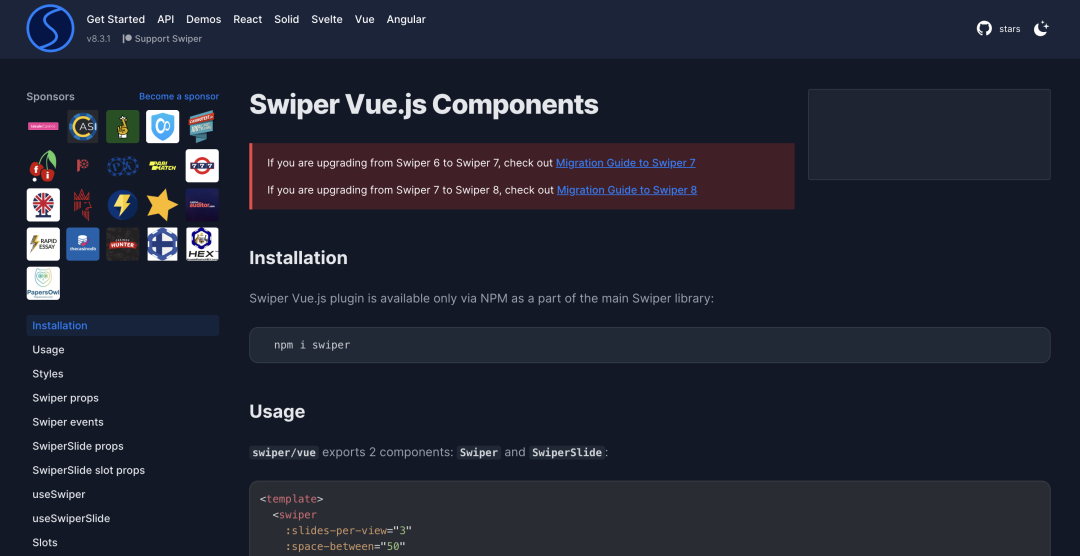 Get Started API Demos React Solid Svelte Vue Angular
v8.3.1 Support Swiper
stars
Sponsors Become a sponsor
Swiper Vue.js Components
If you are upgrading from Swiper 6 to Swiper 7, check out Migration Guide to Swiper 7
If you are upgrading from Swiper 7 to Swiper 8, check out Migration Guide to Swiper 8
CASI
PARI MATCH
777
RAPID ESSAY
HUNTER
HEX
PapersOwl
Installation
Usage
Styles
Swiper props
Swiper events
SwiperSlide props
SwiperSlide slot props
useSwiper
useSwiperSlide
Slots
Installation
Swiper Vue.js plugin is available only via NPM as a part of the main Swiper library:
npm i swiper
Usage
swiper/vue exports 2 components: Swiper and SwiperSlide:
<template>
<swiper
:slides-per-view="3"
:space-between="50"